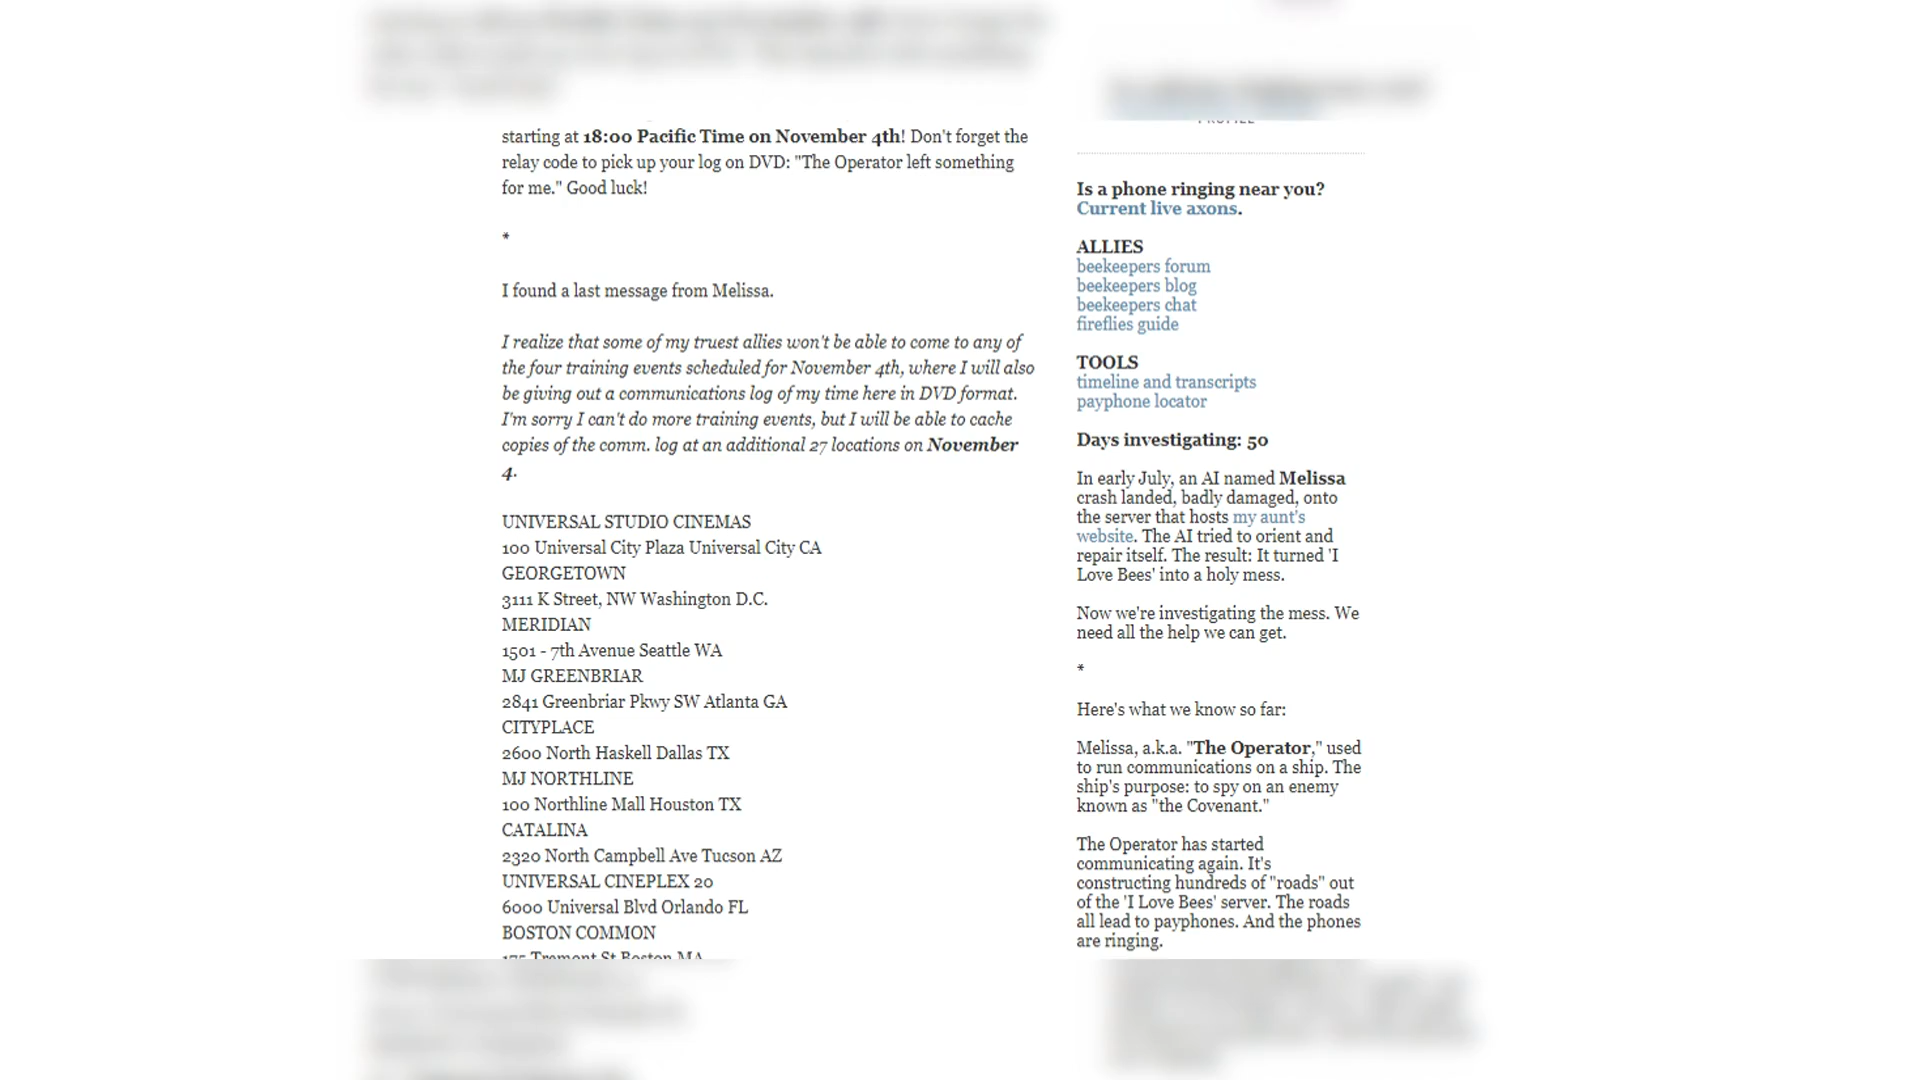 starting at 18:00 Pacific Time on November 4th! Don't forget the
relay code to pick up your log on DVD: "The Operator left something
for me." Good luck!
*
I found a last message from Melissa.
I realize that some of my truest allies won't be able to come to any of
the four training events scheduled for November 4th, where I will also
be giving out a communications log of my time here in DVD format.
I'm sorry I can't do more training events, but I will be able to cache
copies of the comm. log at an additional 27 locations on November
4.
UNIVERSAL STUDIO CINEMAS
100 Universal City Plaza Universal City CA
GEORGETOWN
3111 K Street, NW Washington D.C.
MERIDIAN
1501 - 7th Avenue Seattle WA
MJ GREENBRIAR
2841 Greenbriar Pkwy SW Atlanta GA
CITYPLACE
2600 North Haskell Dallas TX
MJ NORTHLINE
100 Northline Mall Houston TX
CATALINA
2320 North Campbell Ave Tucson AZ
UNIVERSAL CINEPLEX 20
6000 Universal Blvd Orlando FL
BOSTON COMMON
175 Tremont St Boston MA
PROFILE
Is a phone ringing near you?
Current live axons.
ALLIES
beekeepers forum
beekeepers blog
beekeepers chat
fireflies guide
TOOLS
timeline and transcripts
payphone locator
Days investigating: 50
In early July, an AI named Melissa
crash landed, badly damaged, onto
the server that hosts my aunt's
website. The AI tried to orient and
repair itself. The result: It turned 'I
Love Bees' into a holy mess.
Now we're investigating the mess. We
need all the help we can get.
*
Here's what we know so far:
Melissa, a.k.a. "The Operator," used
to run communications on a ship. The
ship's purpose: to spy on an enemy
known as "the Covenant."
The Operator has started
communicating again. It's
constructing hundreds of "roads" out
of the 'I Love Bees' server. The roads
all lead to payphones. And the phones
are ringing.